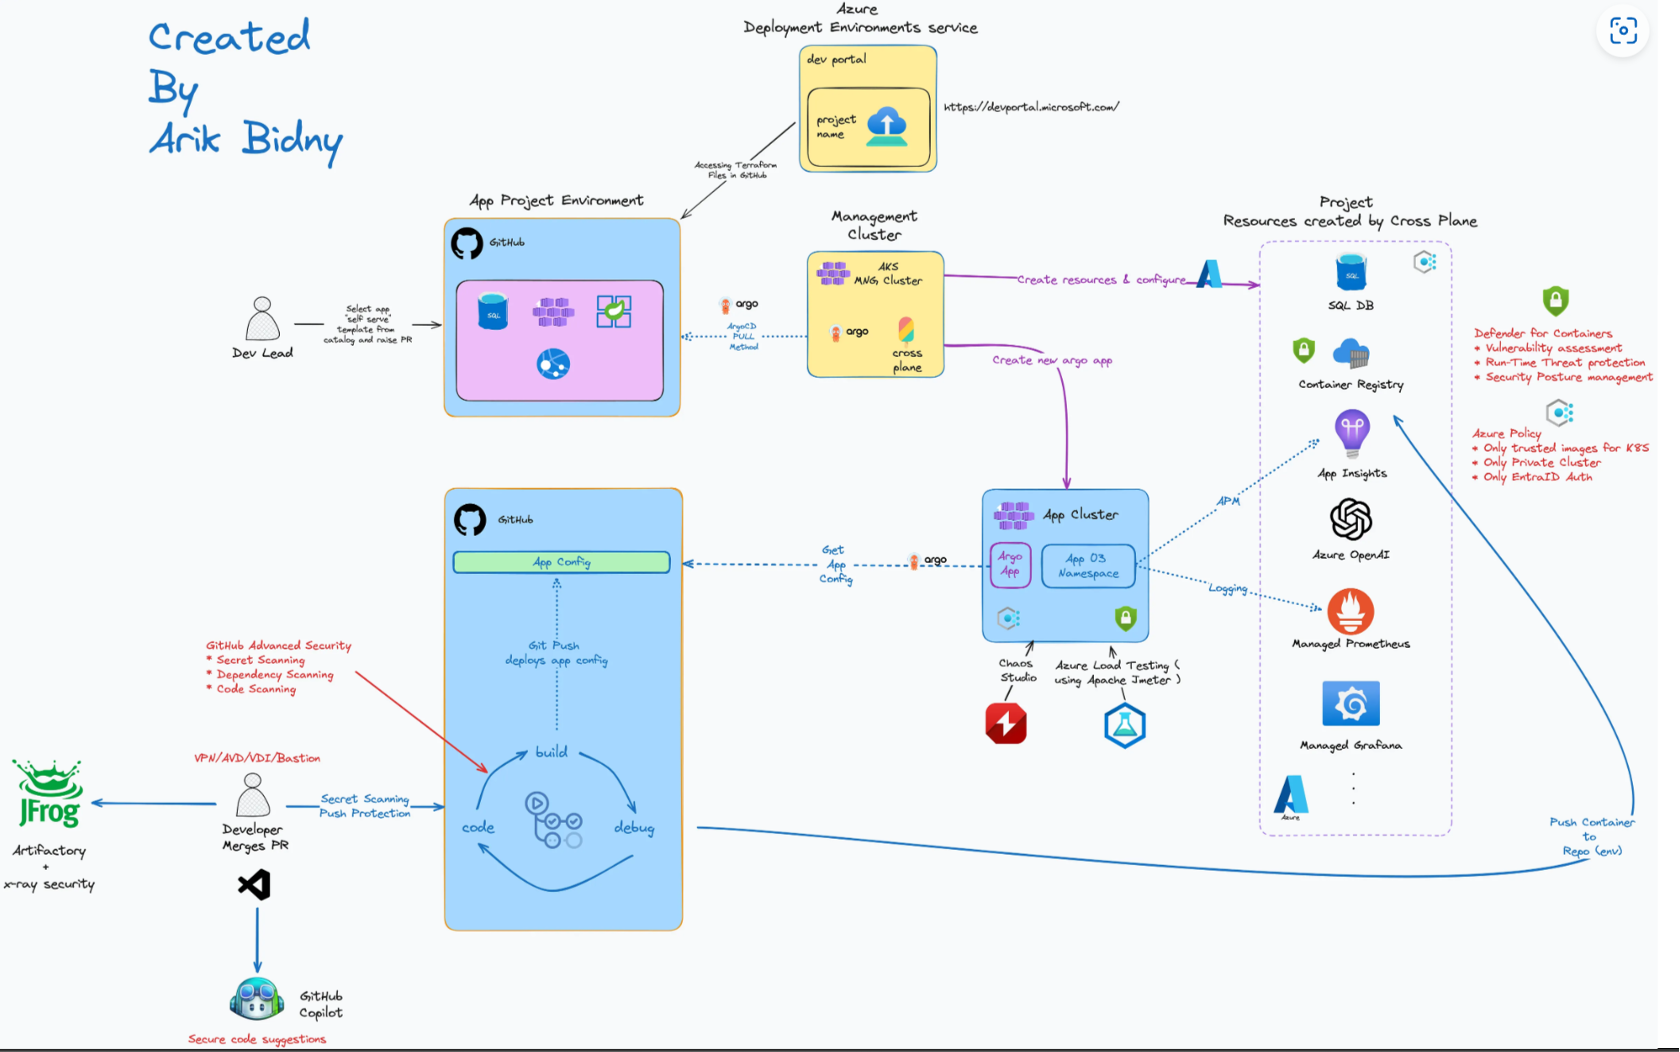 Created
By
Arik Bidny
Azure
Deployment Environments service
dev portal
project
name
https://devportal.microsoft.com/
Accessing Terraform
Files in GitHub
App Project Environment
GitHub
SQL
Dev Lead
Select app
"self serve"
template from
catalog and raise PR
argo
ArgoCD
PULL
Method
Management
Cluster
AKS
MNG Cluster
argo
cross
plane
Create resources & configure
Create new argo app
Project
Resources created by Cross Plane
SQL
SQL DB
Container Registry
App Insights
Azure OpenAI
Managed Prometheus
Managed Grafana
.
.
.
Azure
Defender for Containers
* Vulnerability assessment
* Run-Time Threat protection
* Security Posture management
Azure Policy
* Only trusted images for K8S
* Only Private Cluster
* Only EntraID Auth
GitHub
App Config
Get
App
Config
argo
App Cluster
Argo
App
App 03
Namespace
APM
Logging
Chaos
Studio
Azure Load Testing (
using Apache Jmeter )
Git Push
deploys app config
build
code
debug
GitHub Advanced Security
* Secret Scanning
* Dependency Scanning
* Code Scanning
VPN/AVD/VDI/Bastion
Secret Scanning
Push Protection
Developer
Merges PR
JFrog
Artifactory
+
x-ray security
GitHub
Copilot
Secure code suggestions
Push Container
to
Repo (env)